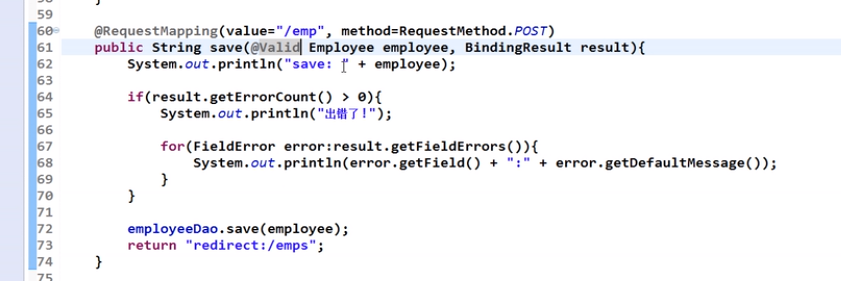 59
60 @RequestMapping(value="/emp", method=RequestMethod.POST)
61 public String save(@Valid Employee employee, BindingResult result){
62 System.out.println("save: " + employee);
63
64 if(result.getErrorCount() > 0){
65 System.out.println("出错了!");
66
67 for(FieldError error:result.getFieldErrors()){
68 System.out.println(error.getField() + ":" + error.getDefaultMessage());
69 }
70 }
71
72 employeeDao.save(employee);
73 return "redirect:/emps";
74 }
75